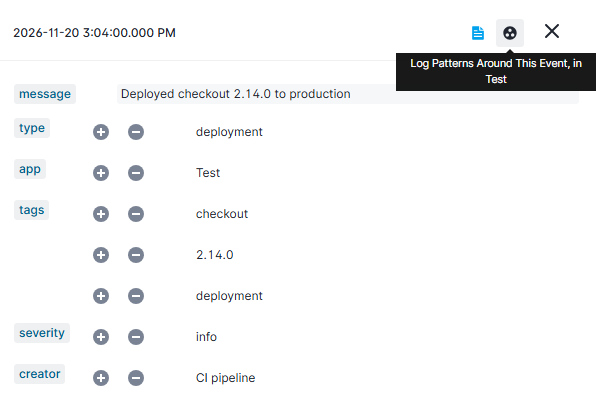 2026-11-20 3:04:00.000 PM
Log Patterns Around This Event, in
Test
message Deployed checkout 2.14.0 to production
type deployment
app Test
tags checkout
2.14.0
deployment
severity info
creator CI pipeline